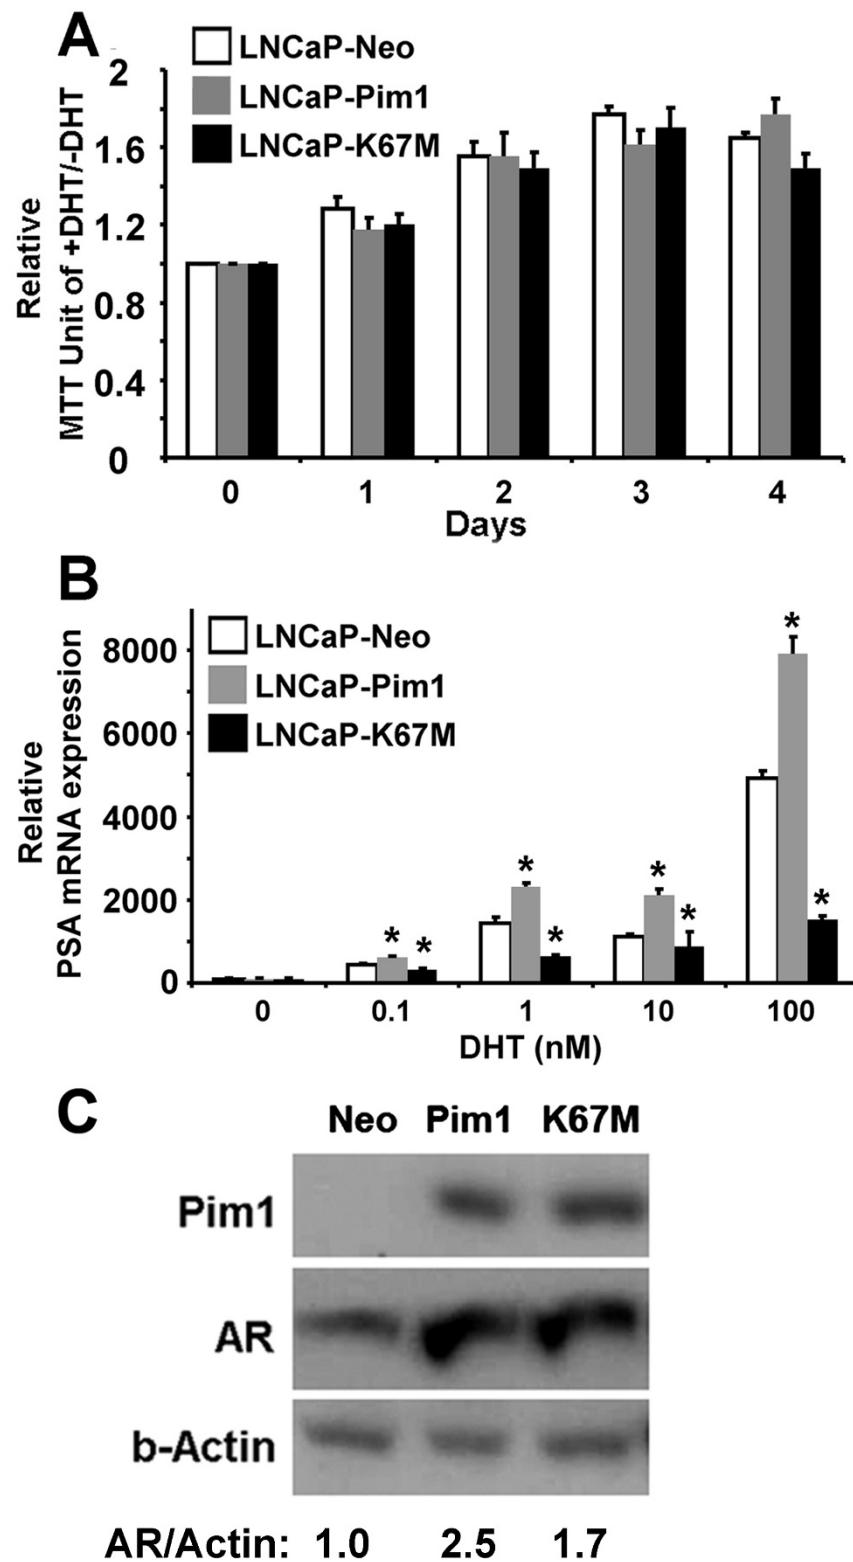 A
LNCaP-Neo
LNCaP-Pim1
LNCaP-K67M
Relative
MTT Unit of +DHT/-DHT
2
1.6
1.2
0.8
0.4
0
0 1 2 3 4
Days
B
LNCaP-Neo
LNCaP-Pim1
LNCaP-K67M
Relative
PSA mRNA expression
8000
6000
4000
2000
0
* * * * * * * *
0 0.1 1 10 100
DHT (nM)
C
Neo Pim1 K67M
Pim1
AR
b-Actin
AR/Actin: 1.0 2.5 1.7